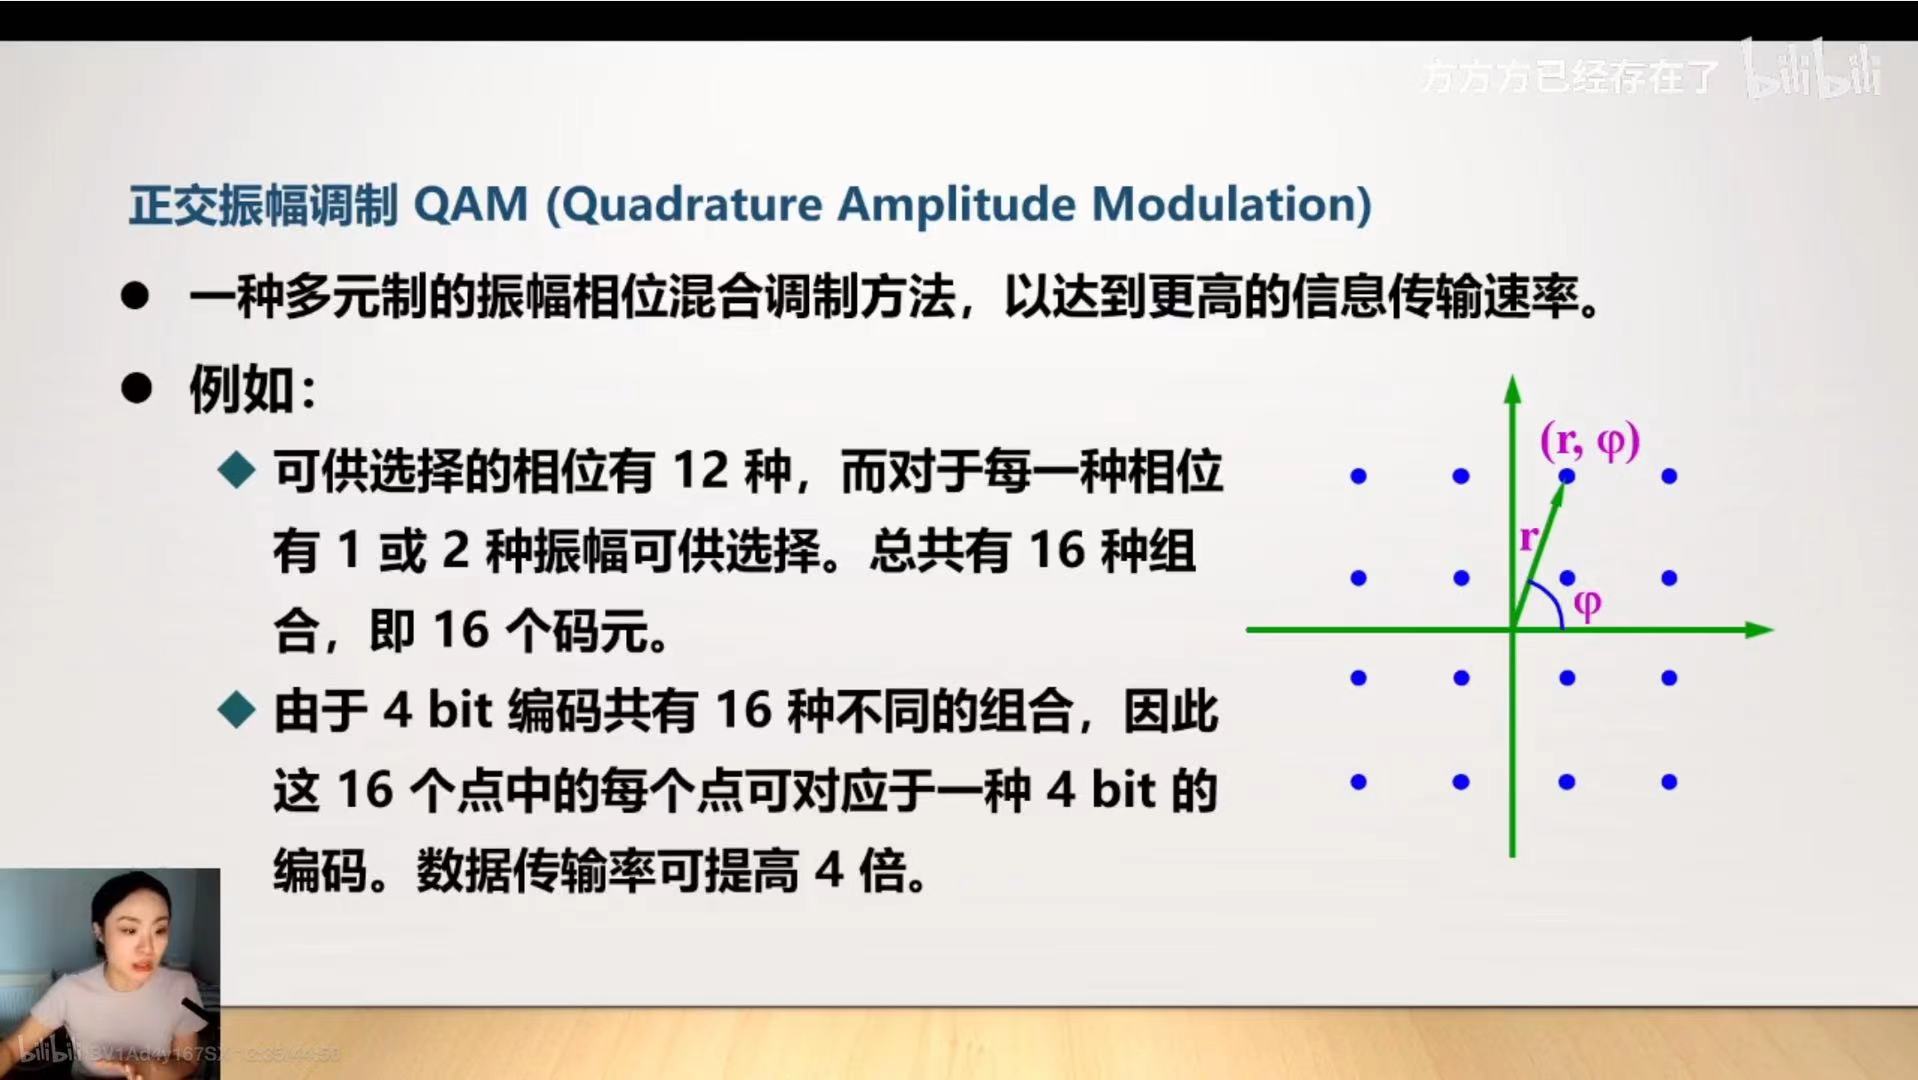 方方方已经存在了 bilibili
正交振幅调制 QAM (Quadrature Amplitude Modulation)
● 一种多元制的振幅相位混合调制方法，以达到更高的信息传输速率。
● 例如：
◆ 可供选择的相位有 12 种，而对于每一种相位
有 1 或 2 种振幅可供选择。总共有 16 种组
合，即 16 个码元。
◆ 由于 4 bit 编码共有 16 种不同的组合，因此
这 16 个点中的每个点可对应于一种 4 bit 的
编码。数据传输率可提高 4 倍。
(r, φ)
r
φ
bilibili